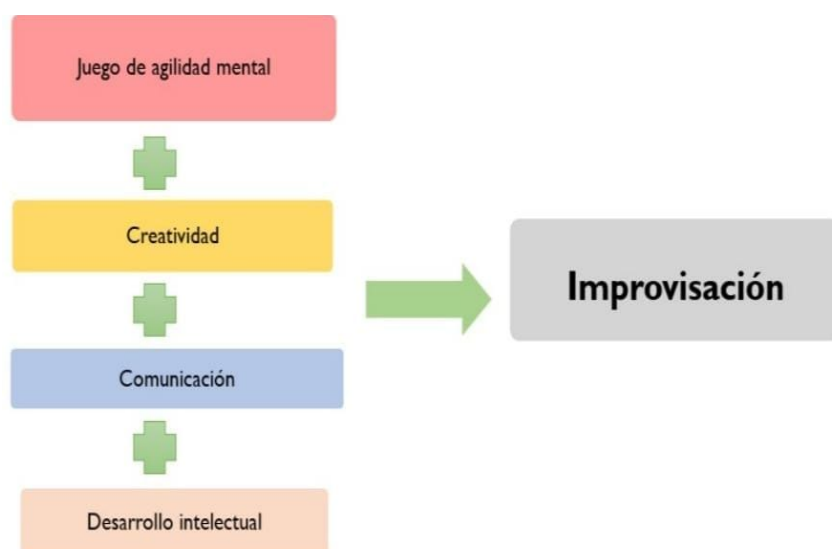 Juego de agilidad mental
Creatividad
Comunicación
Desarrollo intelectual
Improvisación